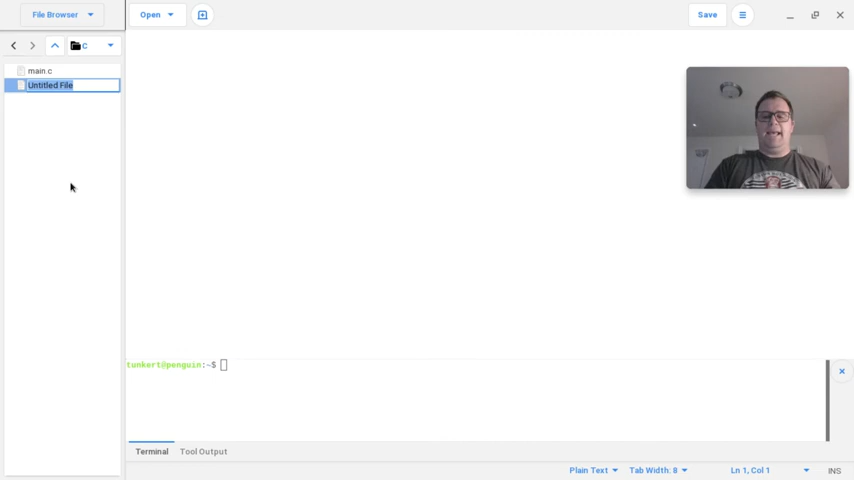 File Browser
Open
Save
C
main.c
Untitled File
tunkert@penguin:~$
Terminal
Tool Output
Plain Text
Tab Width: 8
Ln 1, Col 1
INS